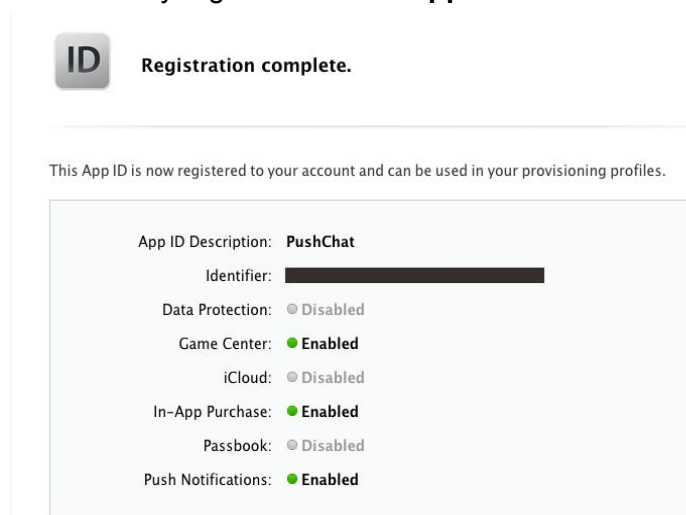 ID
Registration complete.
This App ID is now registered to your account and can be used in your provisioning profiles.
App ID Description: PushChat
Identifier:
Data Protection: Disabled
Game Center: Enabled
iCloud: Disabled
In-App Purchase: Enabled
Passbook: Disabled
Push Notifications: Enabled